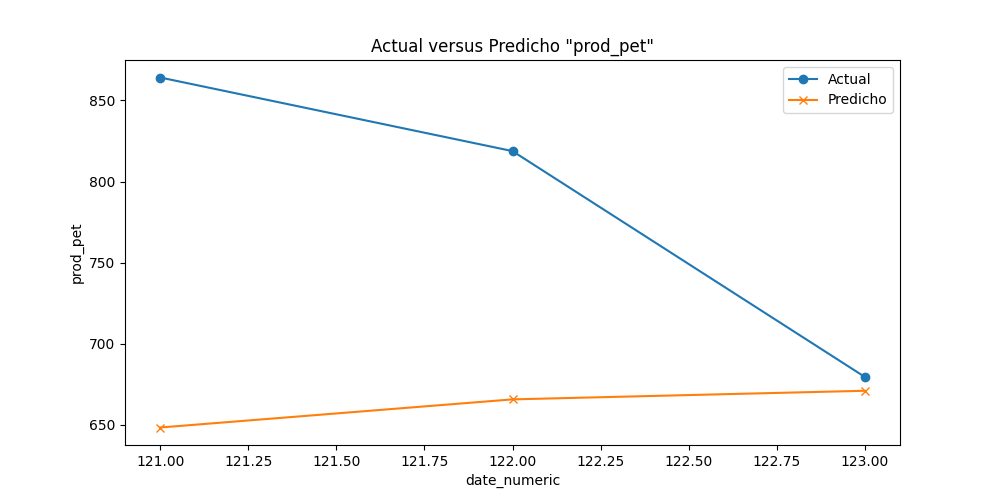 Actual versus Predicho "prod_pet"
Actual
Predicho
850
800
750
700
650
prod_pet
121.00 121.25 121.50 121.75 122.00 122.25 122.50 122.75 123.00
date_numeric